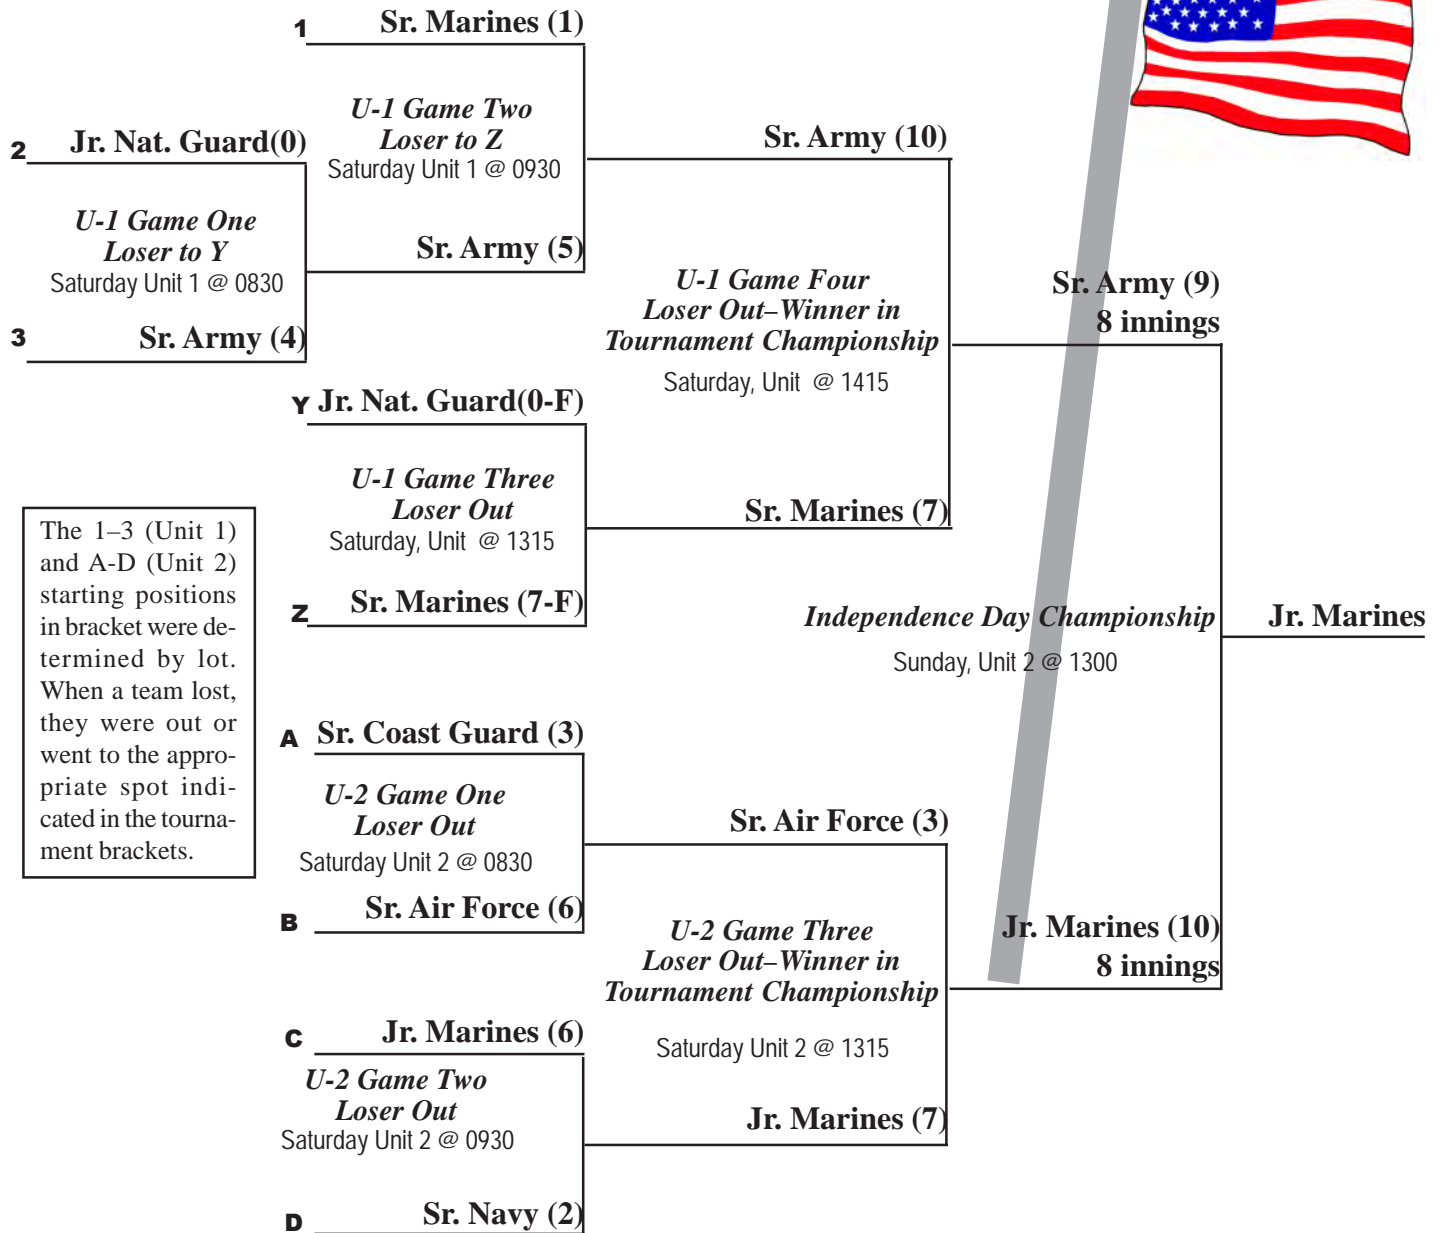 1 Sr. Marines (1)
U-1 Game Two
Loser to Z
Saturday Unit 1 @ 0930
2 Jr. Nat. Guard(0)
U-1 Game One
Loser to Y
Saturday Unit 1 @ 0830
Sr. Army (5)
3 Sr. Army (4)
Sr. Army (10)
U-1 Game Four
Loser Out–Winner in
Tournament Championship
Saturday, Unit @ 1415
Sr. Army (9)
8 innings
Y Jr. Nat. Guard(0-F)
U-1 Game Three
Loser Out
Saturday, Unit @ 1315
Sr. Marines (7)
Z Sr. Marines (7-F)
The 1–3 (Unit 1)
and A-D (Unit 2)
starting positions
in bracket were de-
termined by lot.
When a team lost,
they were out or
went to the appro-
priate spot indi-
cated in the tourna-
ment brackets.
Independence Day Championship
Sunday, Unit 2 @ 1300
Jr. Marines
A Sr. Coast Guard (3)
U-2 Game One
Loser Out
Saturday Unit 2 @ 0830
B Sr. Air Force (6)
Sr. Air Force (3)
U-2 Game Three
Loser Out–Winner in
Tournament Championship
Saturday Unit 2 @ 1315
Jr. Marines (10)
8 innings
C Jr. Marines (6)
U-2 Game Two
Loser Out
Saturday Unit 2 @ 0930
Jr. Marines (7)
D Sr. Navy (2)